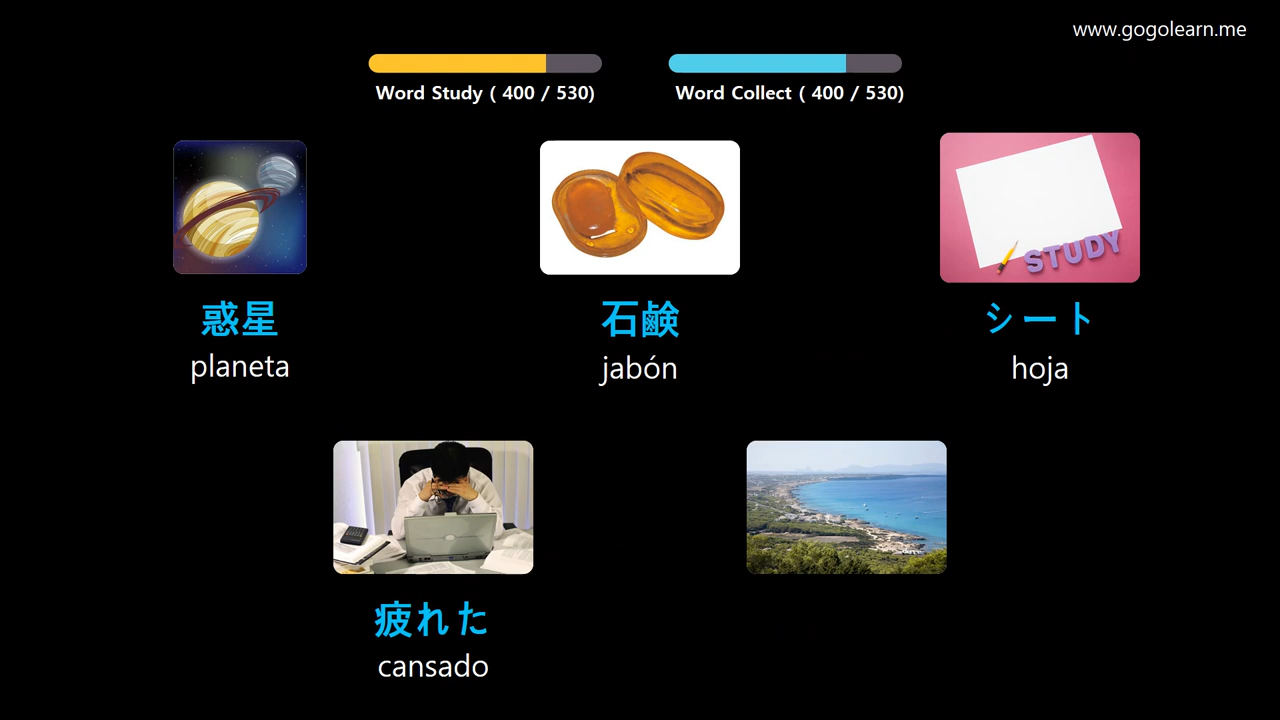 www.gogolearn.me
Word Study ( 400 / 530)
Word Collect ( 400 / 530)
STUDY
惑星
planeta
石鹸
jabón
シート
hoja
疲れた
cansado